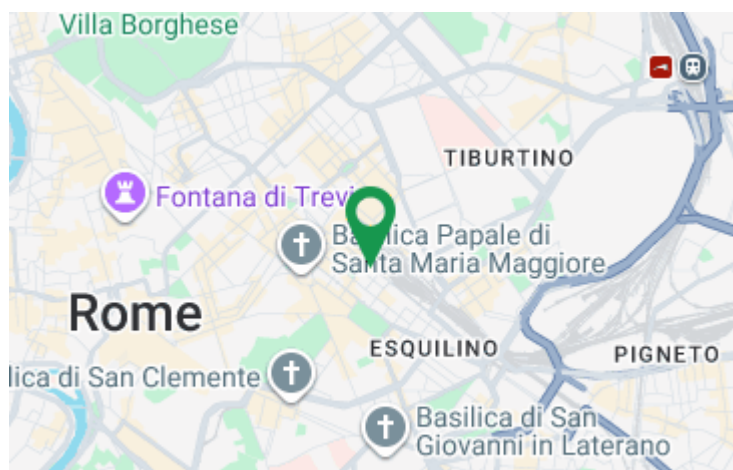 Villa Borghese
TIBURTINO
Fontana di Trevi
Basilica Papale di
Santa Maria Maggiore
Rome
ESQUILINO
PIGNETO
lica di San Clemente
Basilica di San
Giovanni in Laterano